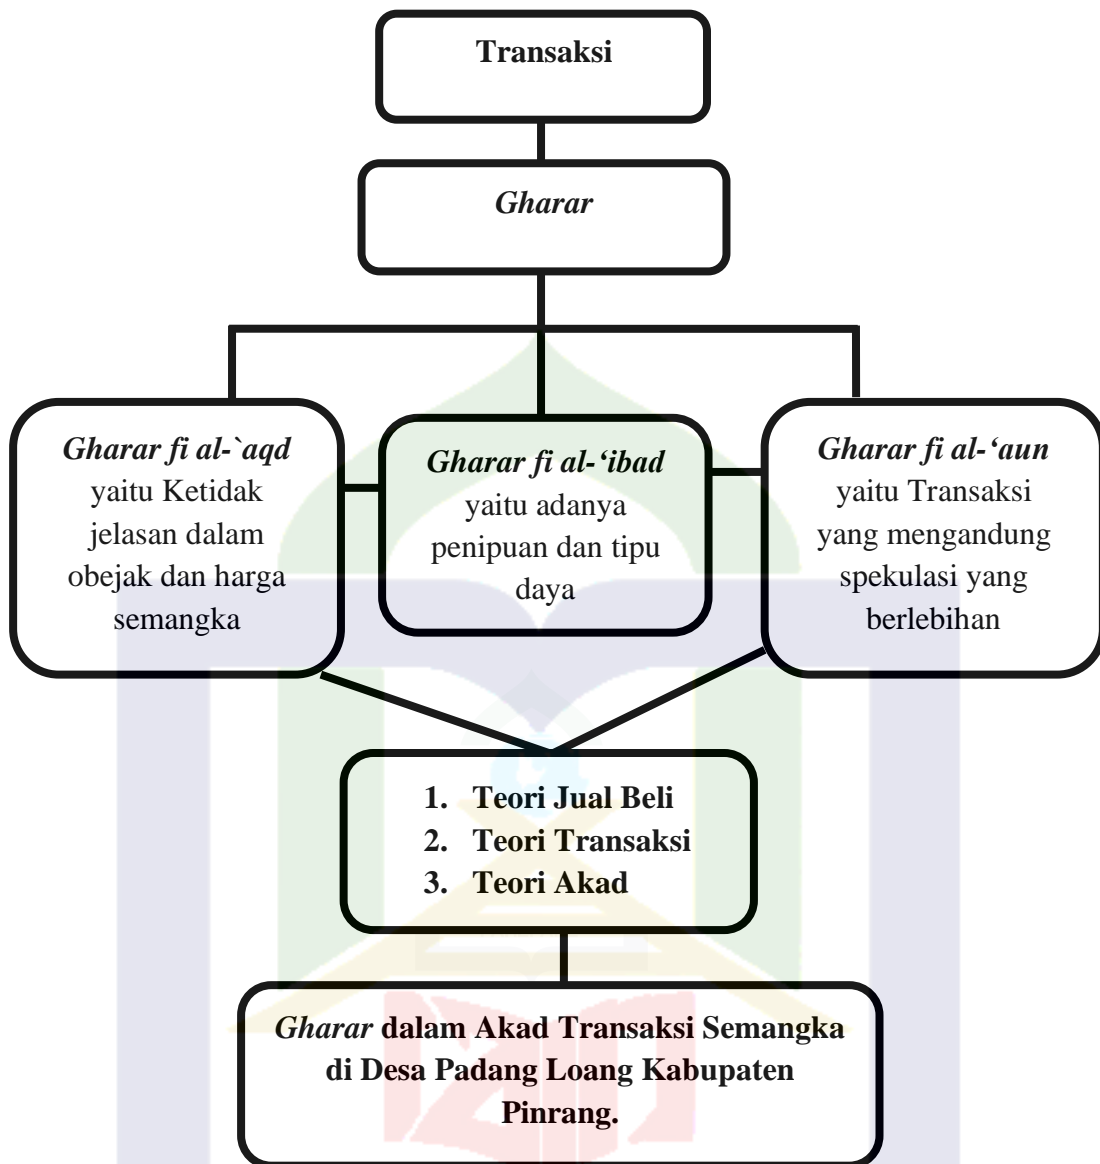 Transaksi
Gharar
Gharar fi al-`aqd
yaitu Ketidak
jelasan dalam
obejak dan harga
semangka
Gharar fi al-‘ibad
yaitu adanya
penipuan dan tipu
daya
Gharar fi al-‘aun
yaitu Transaksi
yang mengandung
spekulasi yang
berlebihan
1. Teori Jual Beli
2. Teori Transaksi
3. Teori Akad
Gharar dalam Akad Transaksi Semangka
di Desa Padang Loang Kabupaten
Pinrang.